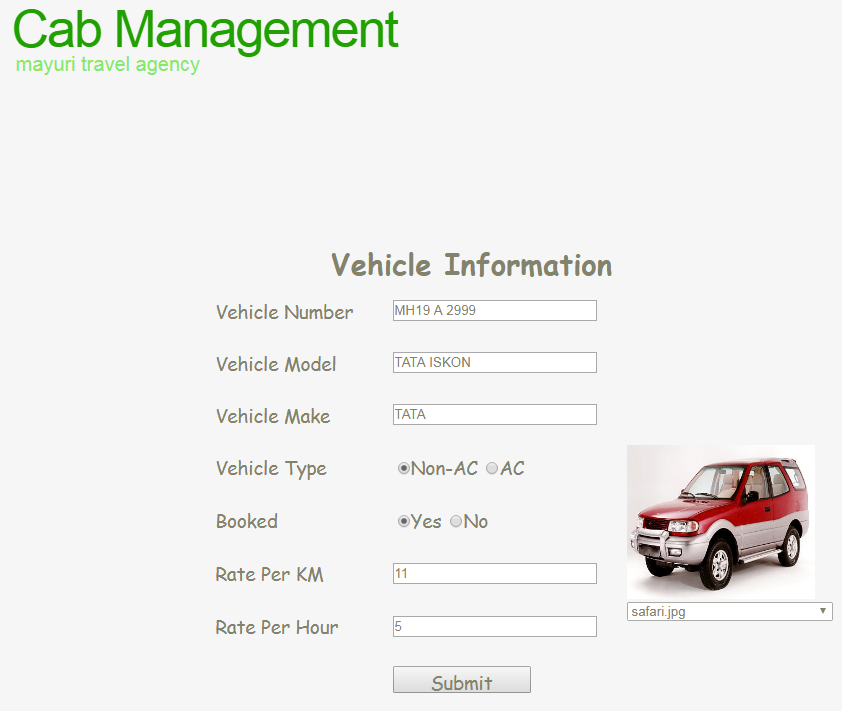 Cab Management
mayuri travel agency
Vehicle Information
Vehicle Number MH19 A 2999
Vehicle Model TATA ISKON
Vehicle Make TATA
Vehicle Type Non-AC AC
Booked Yes No
Rate Per KM 11
safari.jpg
Rate Per Hour 5
Submit